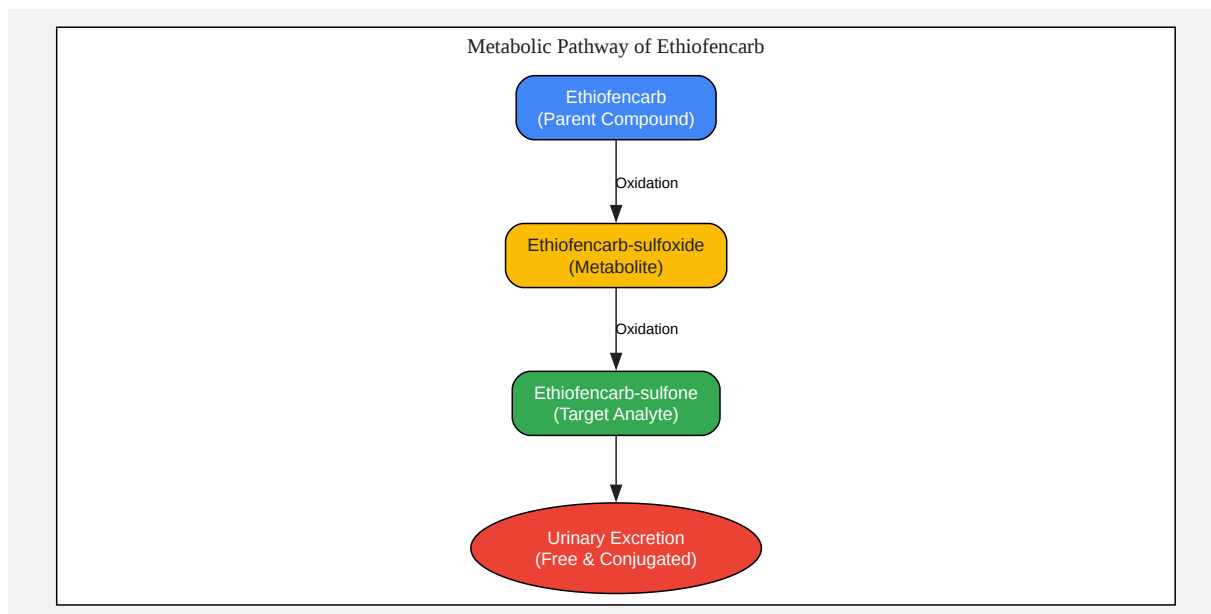 Metabolic Pathway of Ethiofencarb
Ethiofencarb
(Parent Compound)
Oxidation
Ethiofencarb-sulfoxide
(Metabolite)
Oxidation
Ethiofencarb-sulfone
(Target Analyte)
Urinary Excretion
(Free & Conjugated)